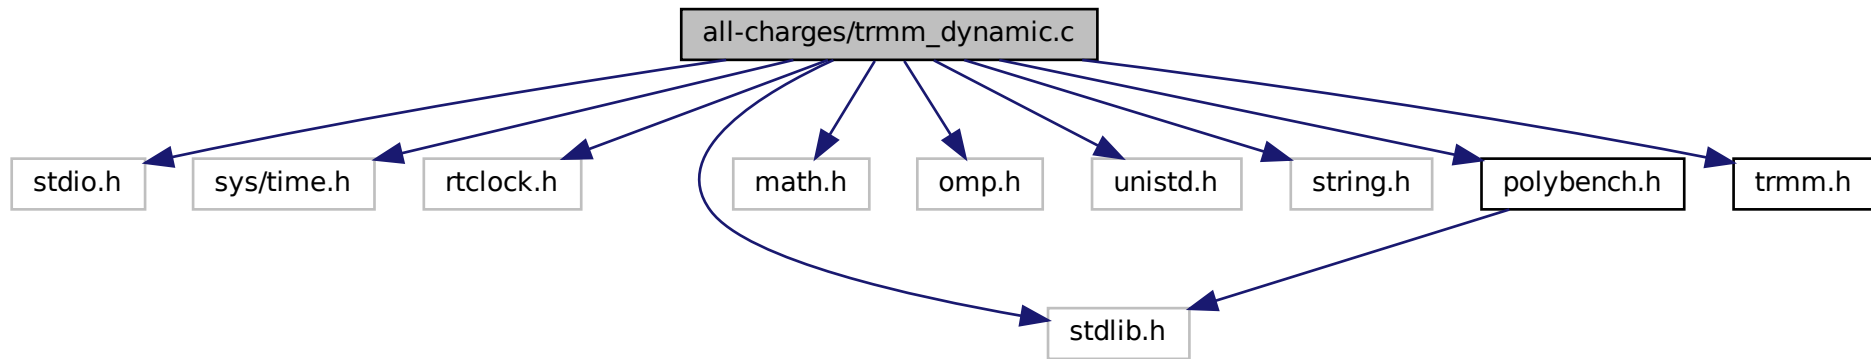 all-charges/trmm_dynamic.c
stdio.h
sys/time.h
rtclock.h
math.h
omp.h
unistd.h
string.h
polybench.h
trmm.h
stdlib.h